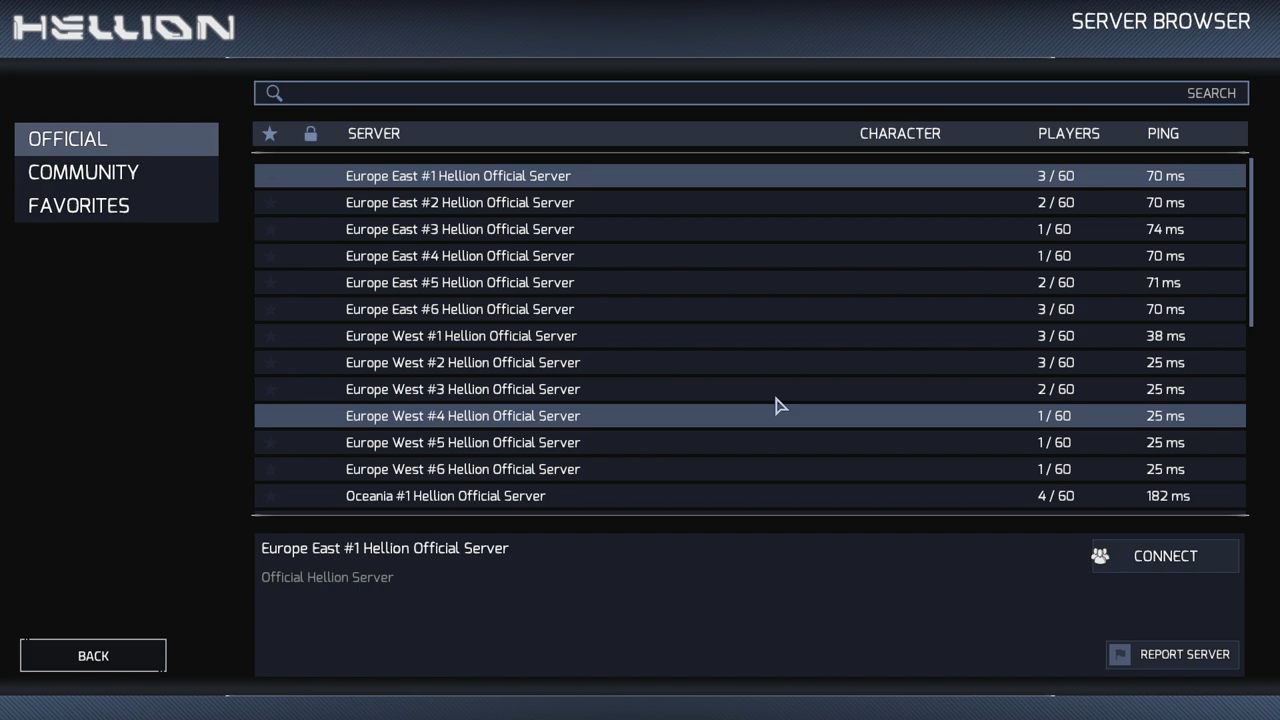 HELLION
SERVER BROWSER
SEARCH
OFFICIAL
COMMUNITY
FAVORITES
SERVER CHARACTER PLAYERS PING
Europe East #1 Hellion Official Server 3 / 60 70 ms
Europe East #2 Hellion Official Server 2 / 60 70 ms
Europe East #3 Hellion Official Server 1 / 60 74 ms
Europe East #4 Hellion Official Server 1 / 60 70 ms
Europe East #5 Hellion Official Server 2 / 60 71 ms
Europe East #6 Hellion Official Server 3 / 60 70 ms
Europe West #1 Hellion Official Server 3 / 60 38 ms
Europe West #2 Hellion Official Server 3 / 60 25 ms
Europe West #3 Hellion Official Server 2 / 60 25 ms
Europe West #4 Hellion Official Server 1 / 60 25 ms
Europe West #5 Hellion Official Server 1 / 60 25 ms
Europe West #6 Hellion Official Server 1 / 60 25 ms
Oceania #1 Hellion Official Server 4 / 60 182 ms
Europe East #1 Hellion Official Server
Official Hellion Server
CONNECT
REPORT SERVER
BACK